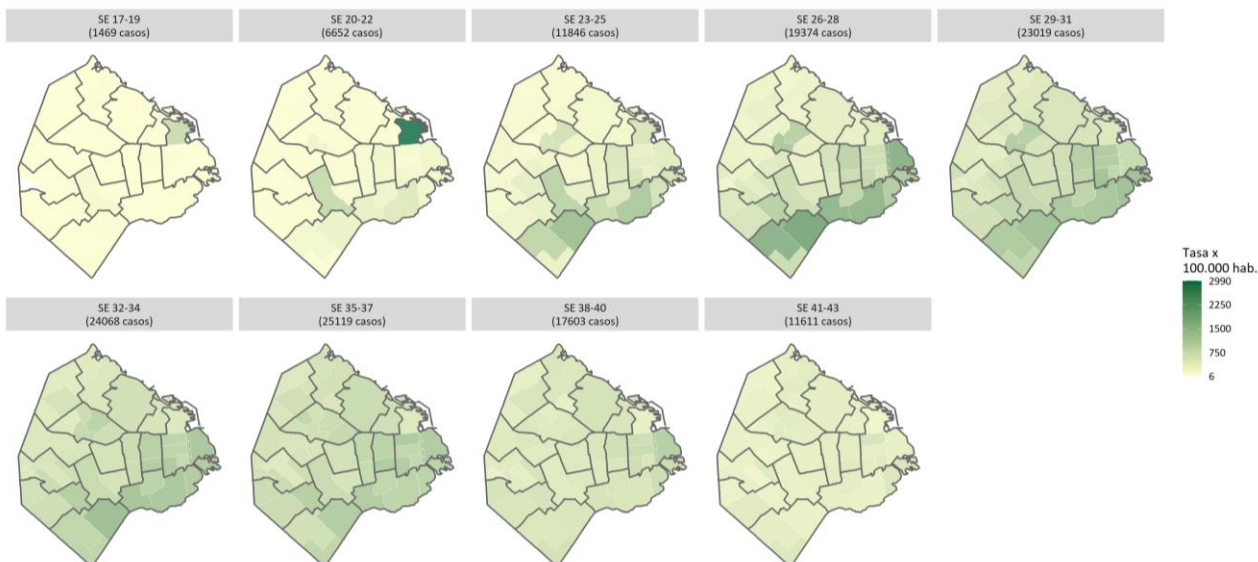 SE 17-19
(1469 casos)
SE 20-22
(6652 casos)
SE 23-25
(11846 casos)
SE 26-28
(19374 casos)
SE 29-31
(23019 casos)
Tasa x
100.000 hab.
2990
2250
1500
750
6
SE 32-34
(24068 casos)
SE 35-37
(25119 casos)
SE 38-40
(17603 casos)
SE 41-43
(11611 casos)